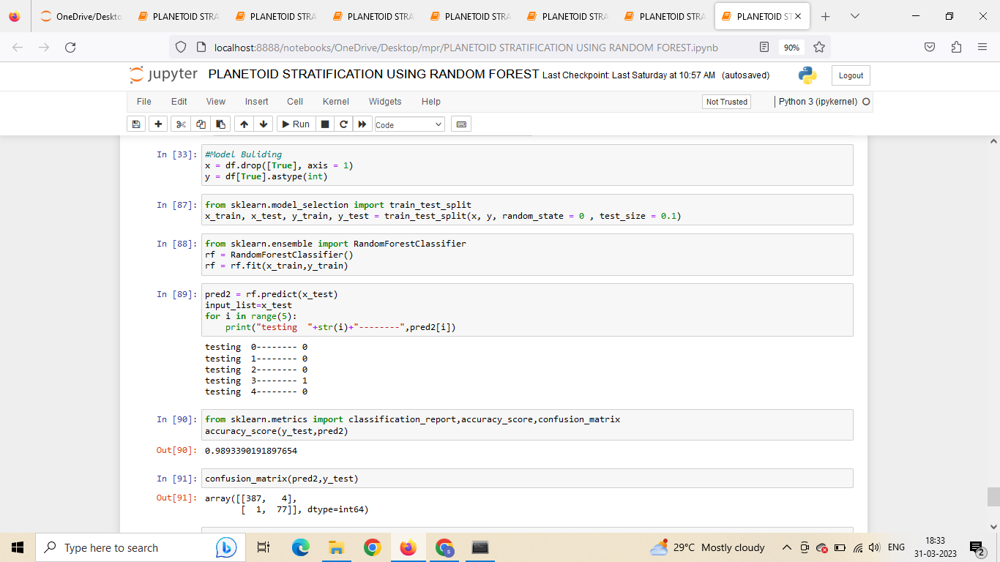 OneDrive/Deskto
PLANETOID STRA
PLANETOID STRA
PLANETOID STRA
PLANETOID STRA
PLANETOID STRA
PLANETOID STRA
PLANETOID ST
localhost:8888/notebooks/OneDrive/Desktop/mpr/PLANETOID STRATIFICATION USING RANDOM FOREST.ipynb
90%
jupyter PLANETOID STRATIFICATION USING RANDOM FOREST Last Checkpoint: Last Saturday at 10:57 AM (autosaved)
Logout
File Edit View Insert Cell Kernel Widgets Help
Not Trusted
Python 3 (ipykernel)
Run
Code
In [33]: #Model Buliding
x = df.drop([True], axis = 1)
y = df[True].astype(int)
In [87]: from sklearn.model_selection import train_test_split
x_train, x_test, y_train, y_test = train_test_split(x, y, random_state = 0 , test_size = 0.1)
In [88]: from sklearn.ensemble import RandomForestClassifier
rf = RandomForestClassifier()
rf = rf.fit(x_train,y_train)
In [89]: pred2 = rf.predict(x_test)
input_list=x_test
for i in range(5):
    print("testing  "+str(i)+"--------",pred2[i])
testing  0-------- 0
testing  1-------- 0
testing  2-------- 0
testing  3-------- 1
testing  4-------- 0
In [90]: from sklearn.metrics import classification_report,accuracy_score,confusion_matrix
accuracy_score(y_test,pred2)
Out[90]: 0.9893390191897654
In [91]: confusion_matrix(pred2,y_test)
Out[91]: array([[387,   4],
       [  1,  77]], dtype=int64)
Type here to search
29°C Mostly cloudy
ENG
18:33
31-03-2023
2